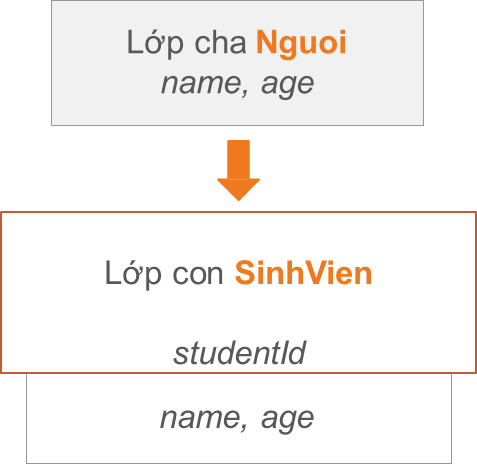 Lớp cha Nguoi
name, age
Lớp con SinhVien
studentId
name, age